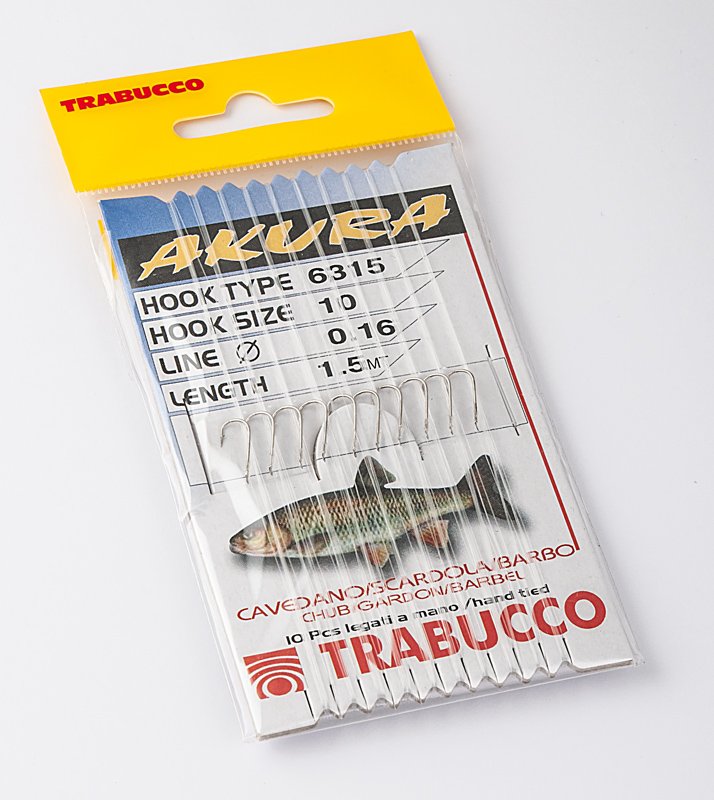 TRABUCCO
AKURA
HOOK TYPE 6315
HOOK SIZE 10
LINE Ø 0.16
LENGTH 1.5MT
CAVEDANO/SCARDOLA/BARBO
CHUB/GARDON/BARBEL
10 Pcs legati a mano /hand tied
TRABUCCO